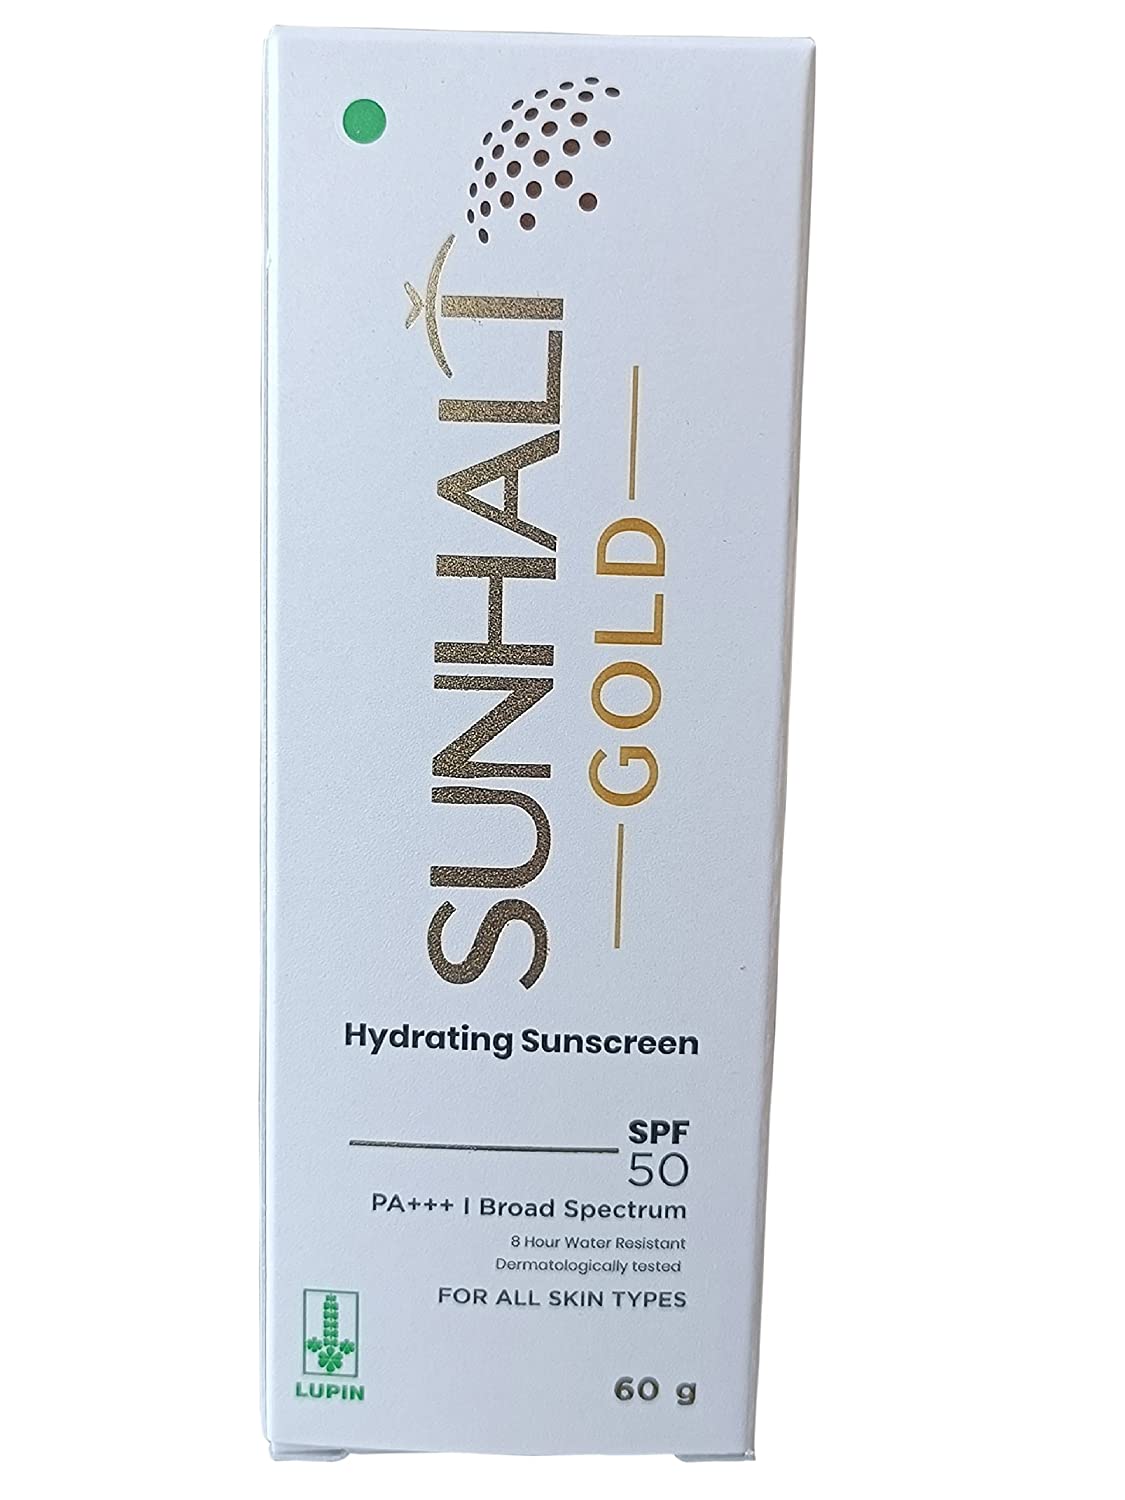 SUNHALT
GOLD
Hydrating Sunscreen
SPF
50
PA+++ I Broad Spectrum
8 Hour Water Resistant
Dermatologically tested
FOR ALL SKIN TYPES
LUPIN
60 g